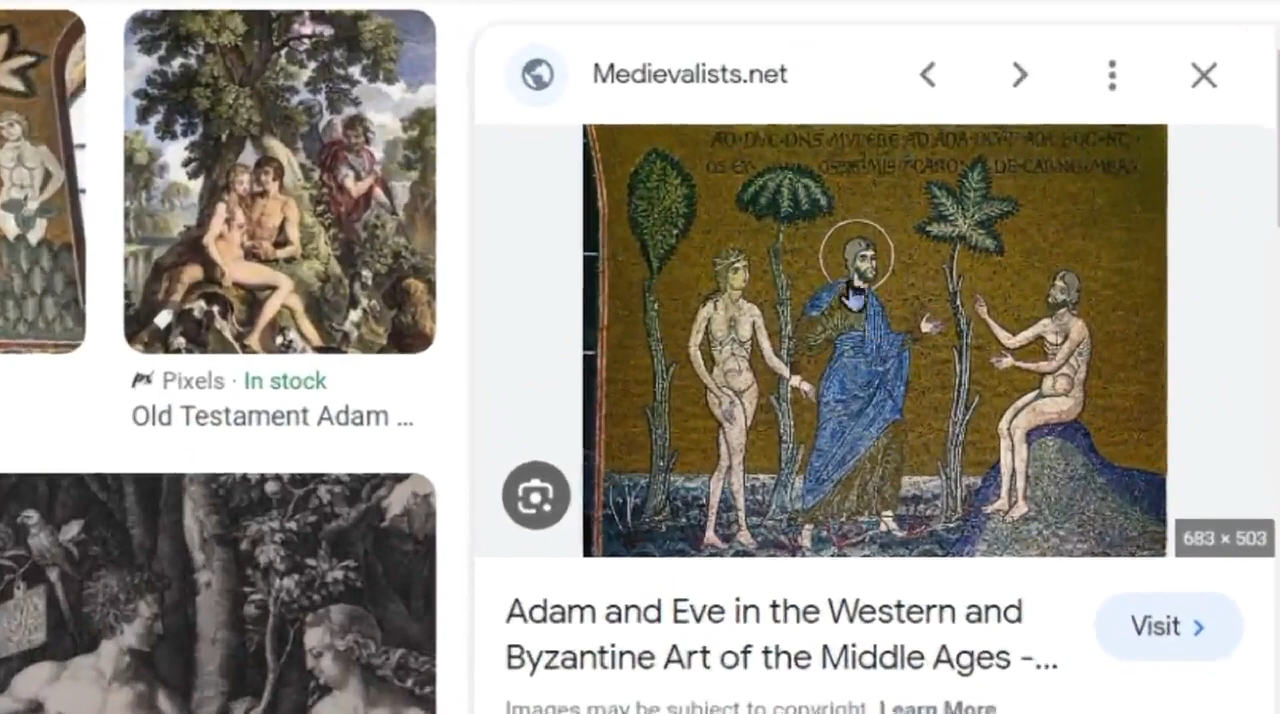 Medievalists.net
Pixels · In stock
Old Testament Adam ...
683 × 503
Adam and Eve in the Western and
Byzantine Art of the Middle Ages -...
Visit
Images may be subject to copyright. Learn More